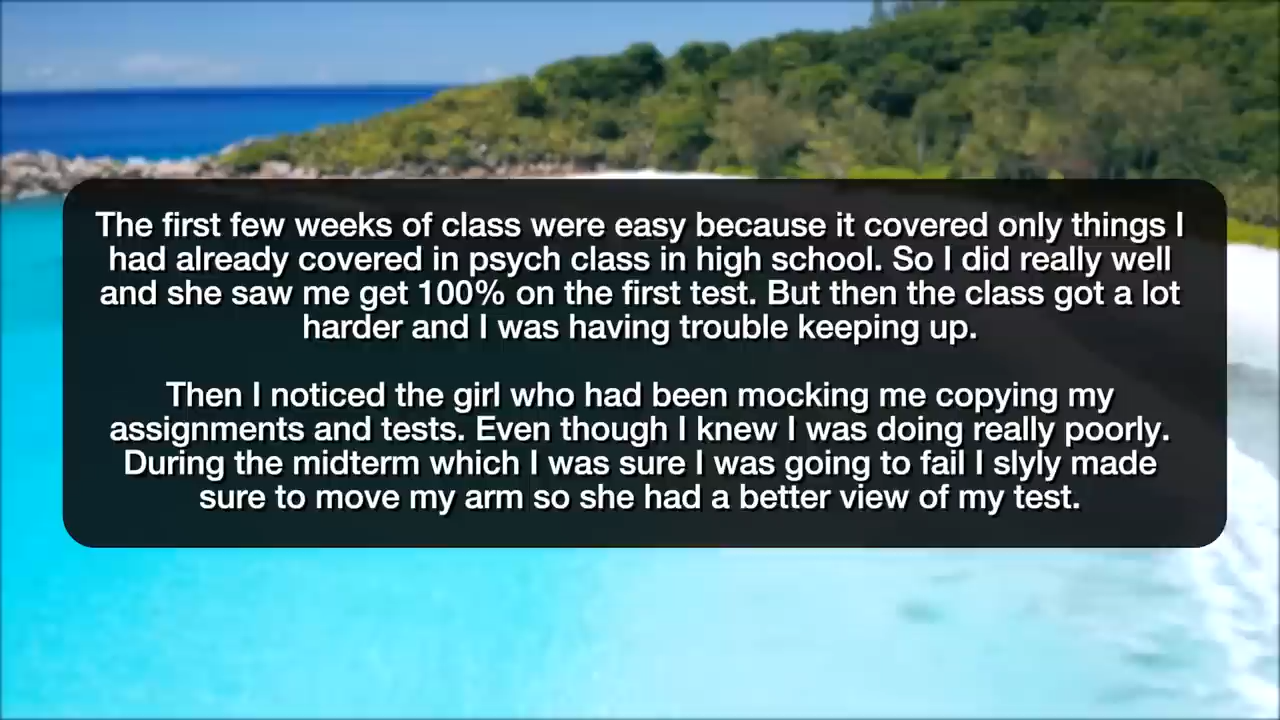 The first few weeks of class were easy because it covered only things I
had already covered in psych class in high school. So I did really well
and she saw me get 100% on the first test. But then the class got a lot
harder and I was having trouble keeping up.
Then I noticed the girl who had been mocking me copying my
assignments and tests. Even though I knew I was doing really poorly.
During the midterm which I was sure I was going to fail I slyly made
sure to move my arm so she had a better view of my test.